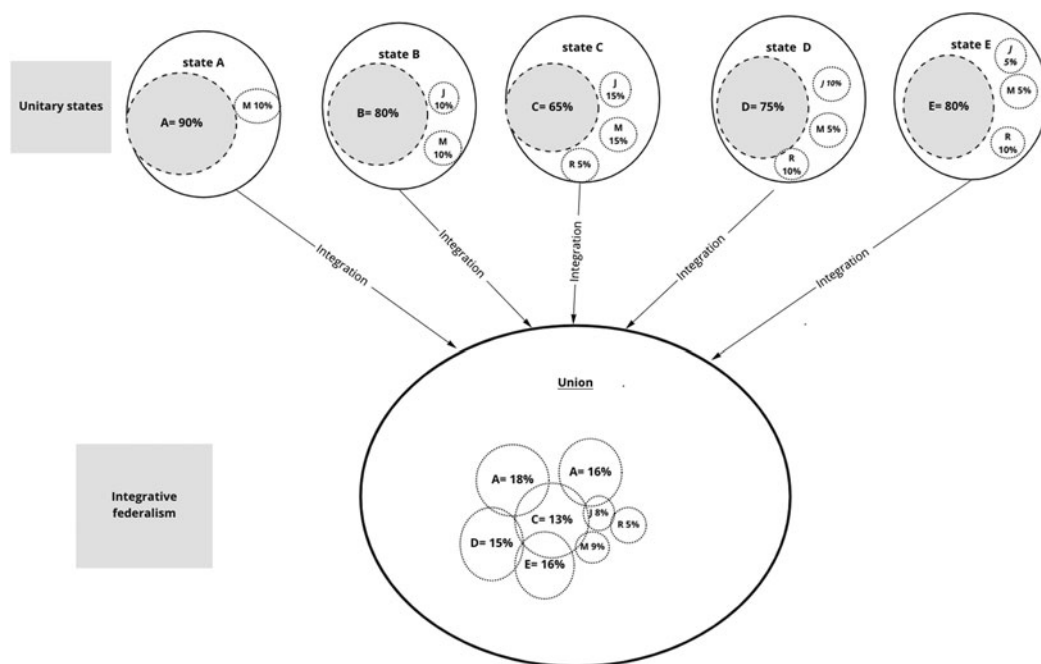 state A
state B
state C
state D
state E
Unitary states
A= 90%
M 10%
B= 80%
J
10%
M
10%
C= 65%
J
15%
M
15%
R 5%
D= 75%
J 10%
M 5%
R
10%
E= 80%
J
5%
M 5%
R
10%
Integration
Integration
Integration
Integration
Integration
Union
Integrative
federalism
A= 18%
A= 16%
C= 13%
J 8%
R 5%
D= 15%
M 9%
E= 16%